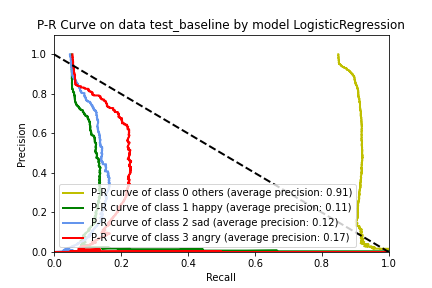 P-R Curve on data test_baseline by model LogisticRegression
Precision
1.0
0.8
0.6
0.4
0.2
0.0
P-R curve of class 0 others (average precision: 0.91)
P-R curve of class 1 happy (average precision: 0.11)
P-R curve of class 2 sad (average precision: 0.12)
P-R curve of class 3 angry (average precision: 0.17)
0.0 0.2 0.4 0.6 0.8 1.0
Recall